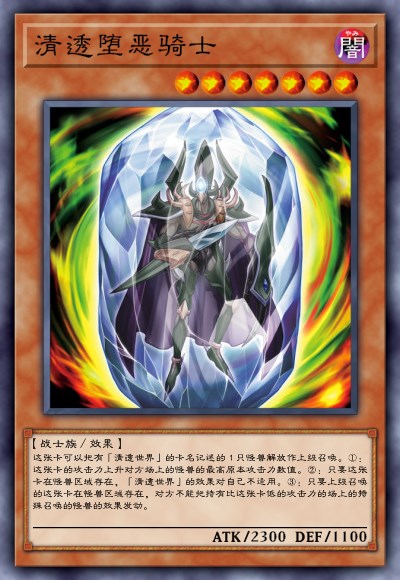 清透堕恶骑士
やみ
闇
【战士族／效果】
这张卡可以把有「清透世界」的卡名记述的1只怪兽解放作上级召唤。①：
这张卡的攻击力上升对方场上的怪兽的最高原本攻击力数值。②：只要这张
卡在怪兽区域存在，「清透世界」的效果对自己不适用。③：只要上级召唤
的这张卡在怪兽区域存在，对方不能把持有比这张卡低的攻击力的场上的特
殊召唤的怪兽的效果发动。
ATK/2300 DEF/1100